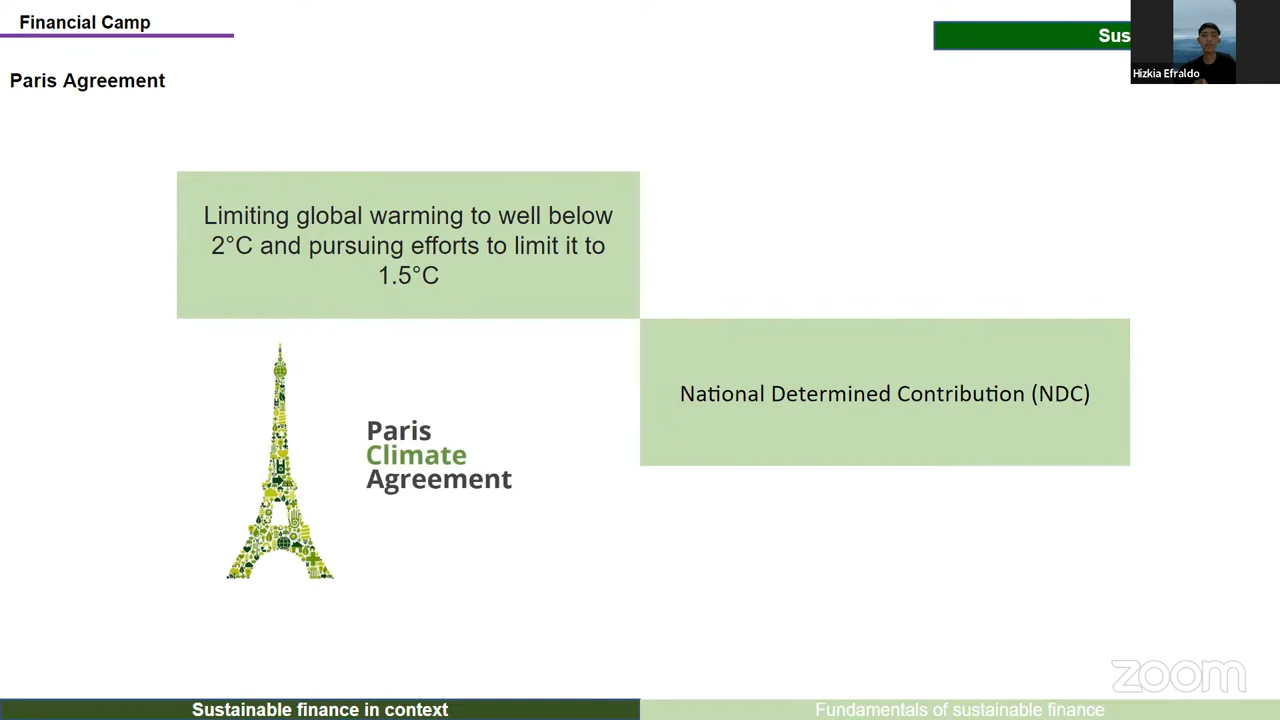 Financial Camp
Sus
Hizkia Efraldo
Paris Agreement
Limiting global warming to well below
2°C and pursuing efforts to limit it to
1.5°C
National Determined Contribution (NDC)
Paris
Climate
Agreement
zoom
Sustainable finance in context
Fundamentals of sustainable finance